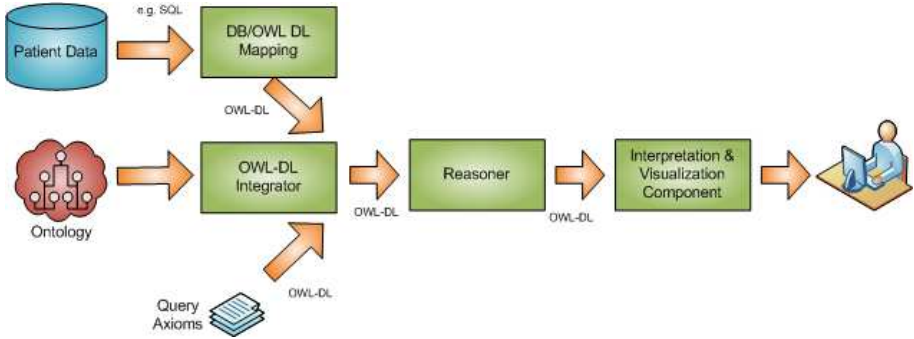 e.g. SQL
Patient Data
DB/OWL DL
Mapping
OWL-DL
OWL-DL
Integrator
Reasoner
Interpretation &
Visualization
Component
OWL-DL
OWL-DL
Ontology
OWL-DL
Query
Axioms